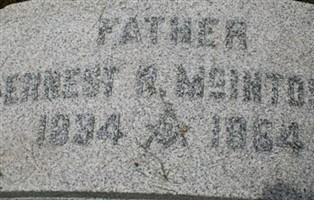 FATHER
ERNEST R. McINTOS
1894 1964